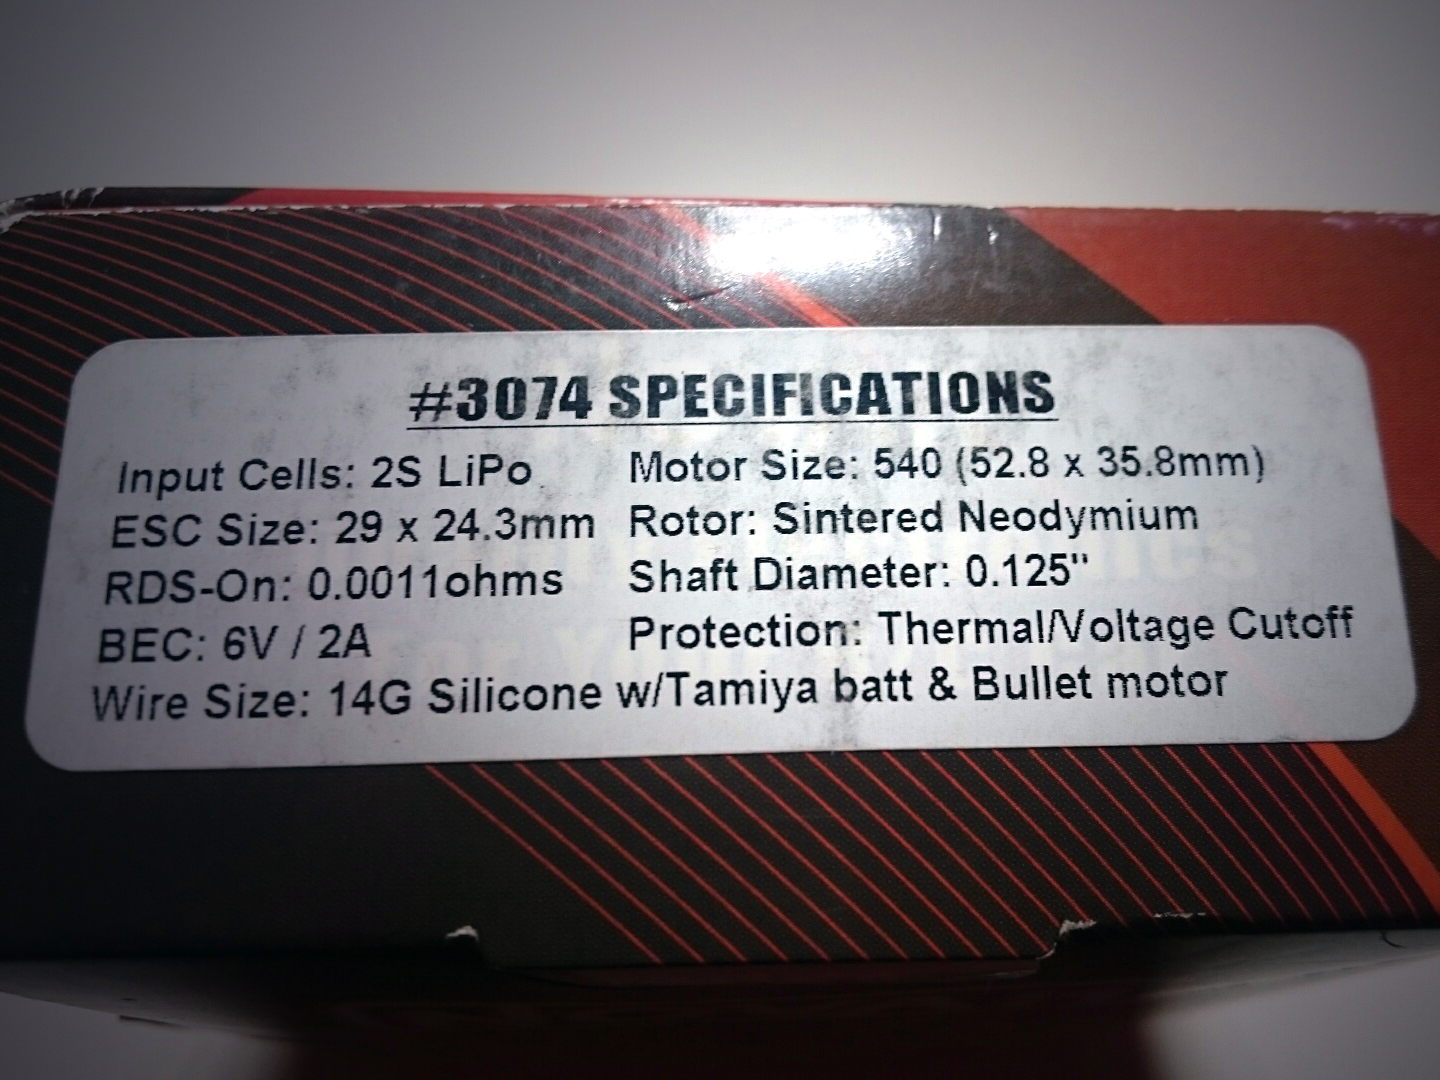 #3074 SPECIFICATIONS
Input Cells: 2S LiPo Motor Size: 540 (52.8 x 35.8mm)
ESC Size: 29 x 24.3mm Rotor: Sintered Neodymium
RDS-On: 0.0011ohms Shaft Diameter: 0.125"
BEC: 6V / 2A Protection: Thermal/Voltage Cutoff
Wire Size: 14G Silicone w/Tamiya batt & Bullet motor